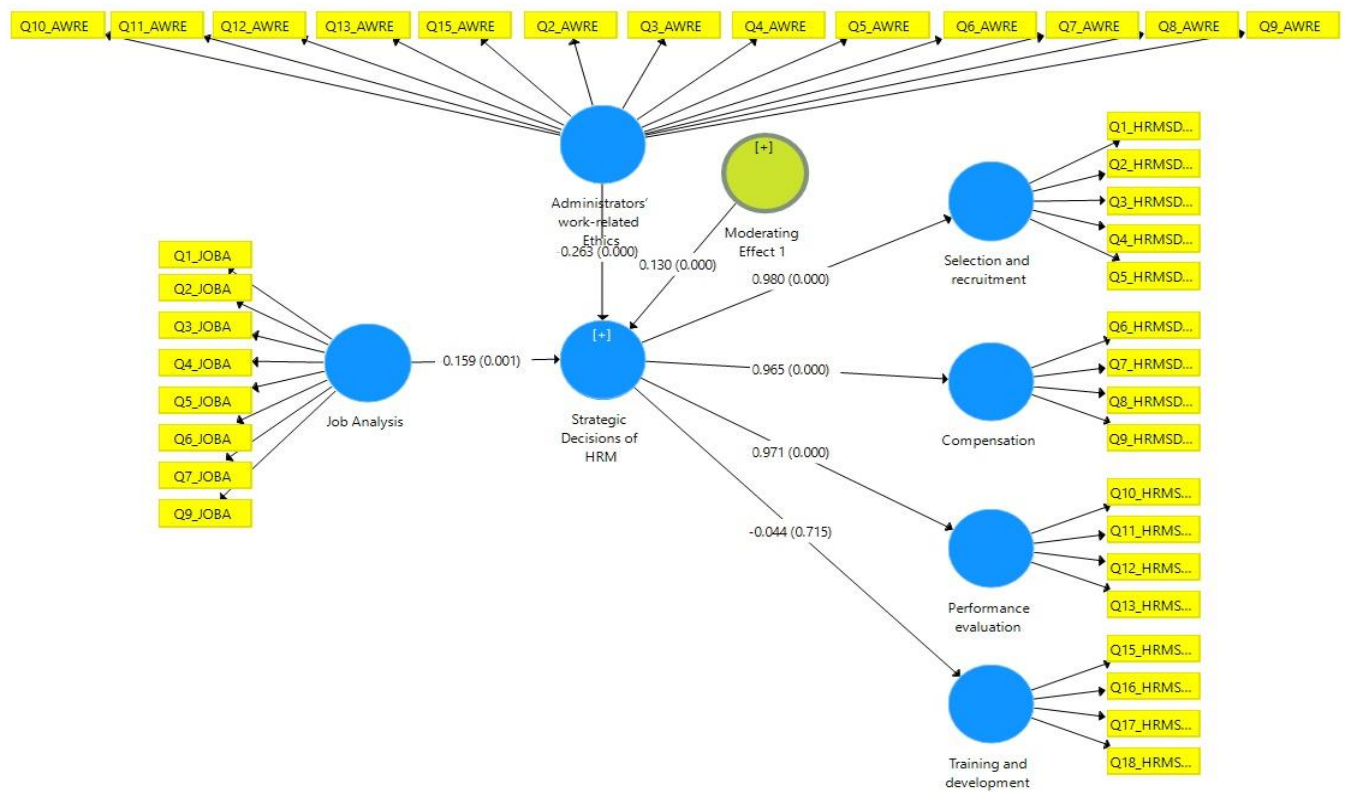 Q10_AWRE
Q11_AWRE
Q12_AWRE
Q13_AWRE
Q15_AWRE
Q2_AWRE
Q3_AWRE
Q4_AWRE
Q5_AWRE
Q6_AWRE
Q7_AWRE
Q8_AWRE
Q9_AWRE
Administrators'
work-related
Ethics
-0.263 (0.000)
[+]
Moderating
Effect 1
0.130 (0.000)
Q1_JOBA
Q2_JOBA
Q3_JOBA
Q4_JOBA
Q5_JOBA
Q6_JOBA
Q7_JOBA
Q9_JOBA
Job Analysis
0.159 (0.001)
[+]
Strategic
Decisions of
HRM
0.980 (0.000)
0.965 (0.000)
0.971 (0.000)
-0.044 (0.715)
Selection and
recruitment
Q1_HRMSD...
Q2_HRMSD...
Q3_HRMSD...
Q4_HRMSD...
Q5_HRMSD...
Compensation
Q6_HRMSD...
Q7_HRMSD...
Q8_HRMSD...
Q9_HRMSD...
Performance
evaluation
Q10_HRMS...
Q11_HRMS...
Q12_HRMS...
Q13_HRMS...
Training and
development
Q15_HRMS...
Q16_HRMS...
Q17_HRMS...
Q18_HRMS...